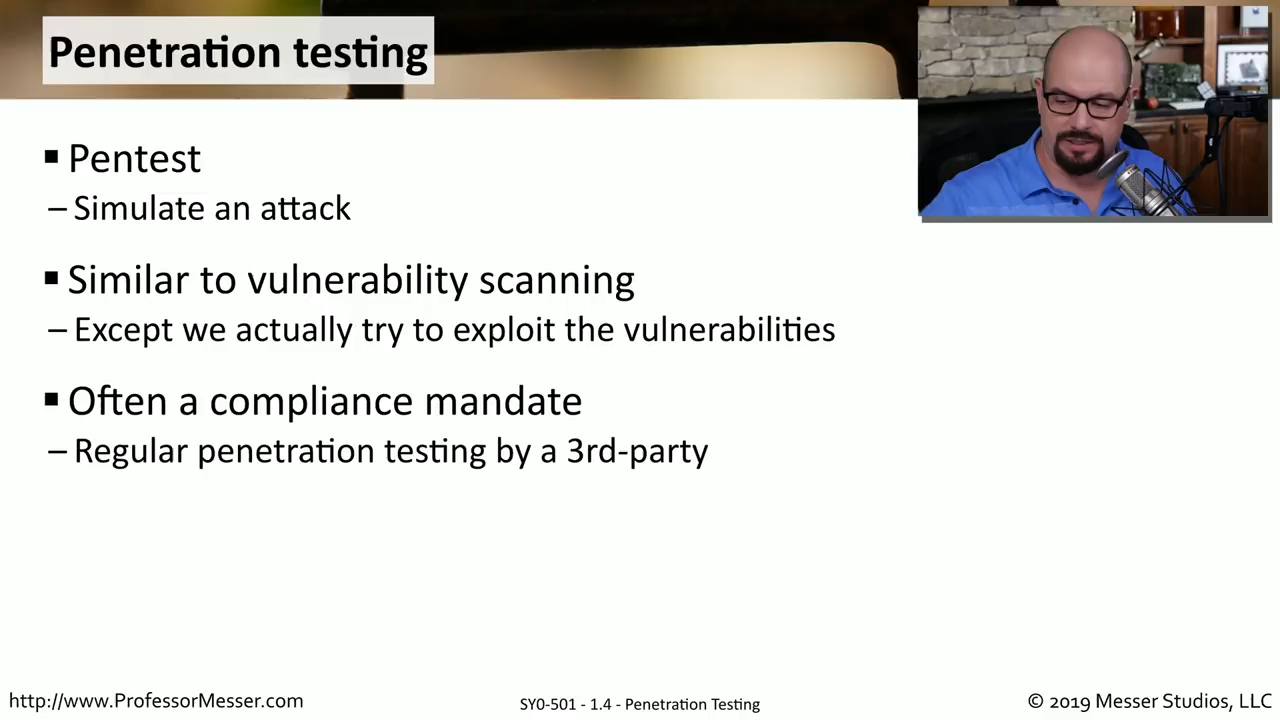 Penetration testing
▪ Pentest
– Simulate an attack
▪ Similar to vulnerability scanning
– Except we actually try to exploit the vulnerabilities
▪ Often a compliance mandate
– Regular penetration testing by a 3rd-party
http://www.ProfessorMesser.com
SY0-501 - 1.4 - Penetration Testing
© 2019 Messer Studios, LLC